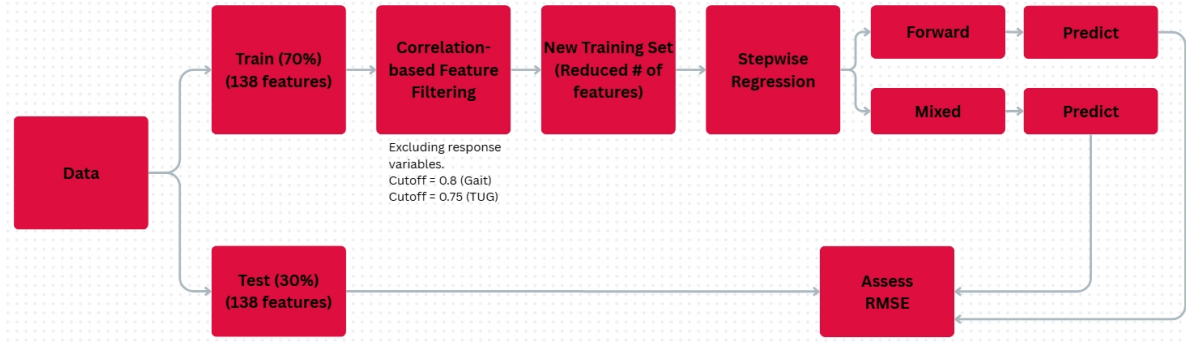 Data
Train (70%)
(138 features)
Correlation-
based Feature
Filtering
Excluding response
variables.
Cutoff = 0.8 (Gait)
Cutoff = 0.75 (TUG)
New Training Set
(Reduced # of
features)
Stepwise
Regression
Forward
Predict
Mixed
Predict
Test (30%)
(138 features)
Assess
RMSE